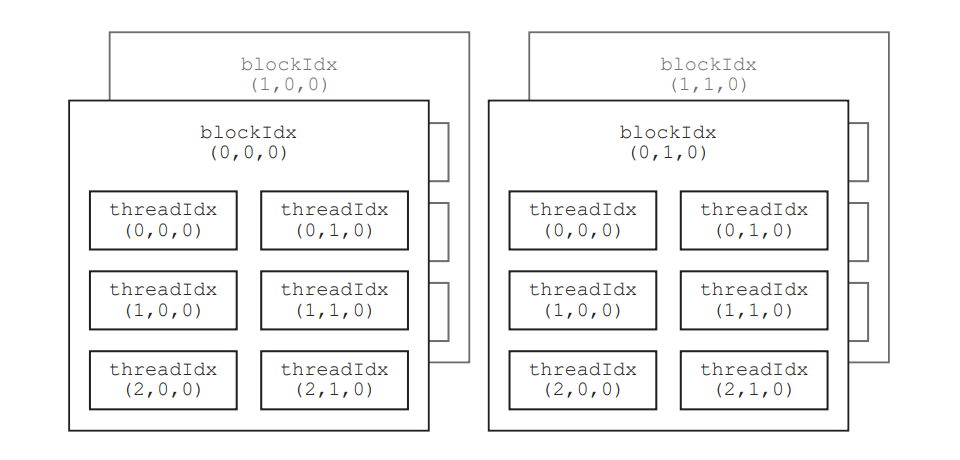 blockIdx
(1,0,0)
blockIdx
(1,1,0)
blockIdx
(0,0,0)
blockIdx
(0,1,0)
threadIdx
(0,0,0)
threadIdx
(0,1,0)
threadIdx
(0,0,0)
threadIdx
(0,1,0)
threadIdx
(1,0,0)
threadIdx
(1,1,0)
threadIdx
(1,0,0)
threadIdx
(1,1,0)
threadIdx
(2,0,0)
threadIdx
(2,1,0)
threadIdx
(2,0,0)
threadIdx
(2,1,0)